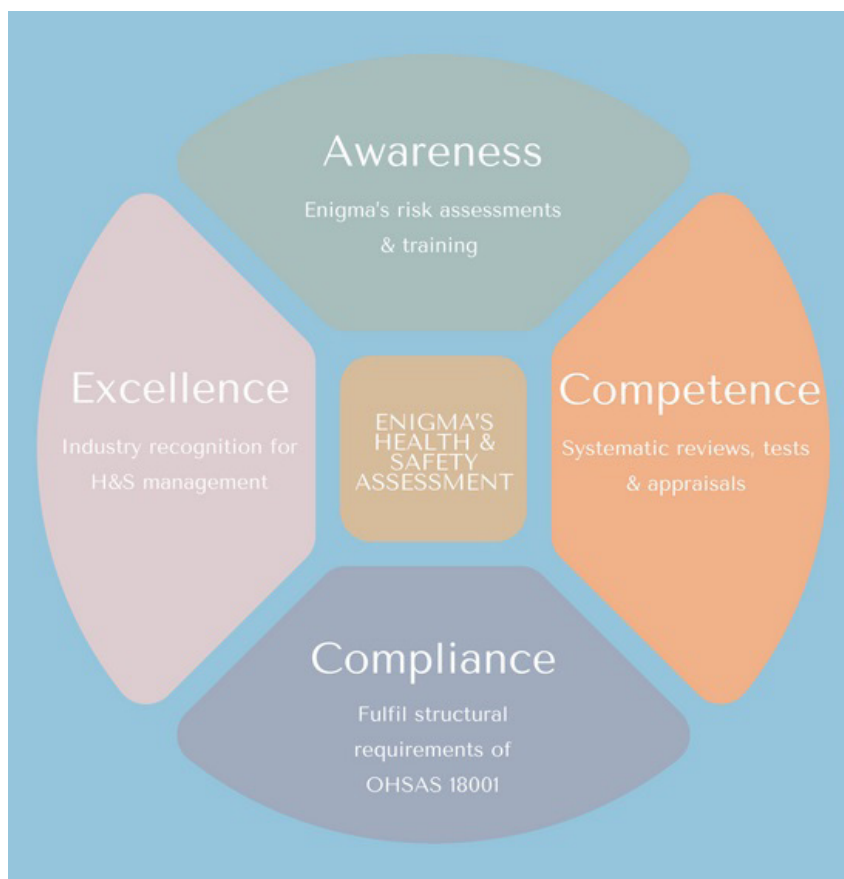 Awareness
Enigma's risk assessments
& training
Excellence
Industry recognition for
H&S management
ENIGMA'S
HEALTH &
SAFETY
ASSESSMENT
Competence
Systematic reviews, tests
& appraisals
Compliance
Fulfil structural
requirements of
OHSAS 18001